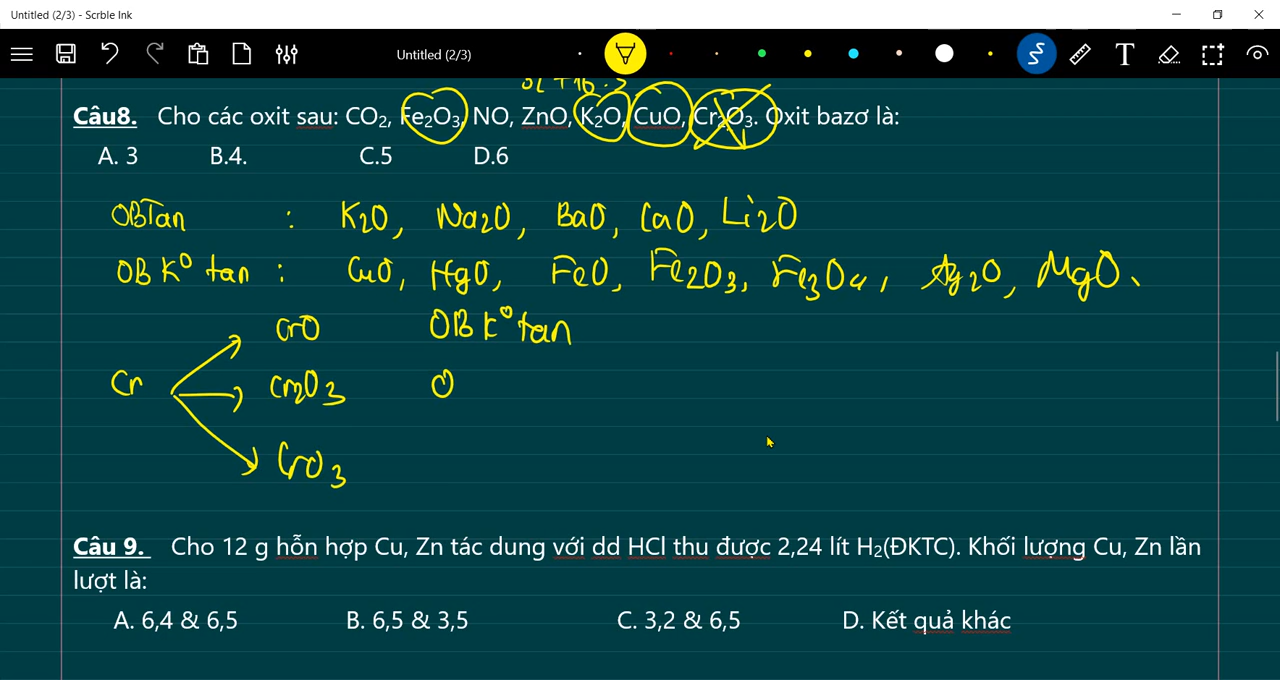 Untitled (2/3) - Scrble Ink
Untitled (2/3)
T
Câu8. Cho các oxit sau: CO₂, Fe₂O₃, NO, ZnO, K₂O, CuO, Cr₂O₃. Oxit bazơ là:
A. 3 B.4. C.5 D.6
OBTan : K₂O, Na₂O, BaO, CaO, Li₂O
OB K⁰ tan : CuO, HgO, FeO, Fe₂O₃, Fe₃O₄, Ag₂O, MgO,
CrO OB K⁰ tan
Cr Cr₂O₃ O
CrO₃
Câu 9. Cho 12 g hỗn hợp Cu, Zn tác dung với dd HCl thu được 2,24 lít H₂(ĐKTC). Khối lượng Cu, Zn lần
lượt là:
A. 6,4 & 6,5 B. 6,5 & 3,5 C. 3,2 & 6,5 D. Kết quả khác